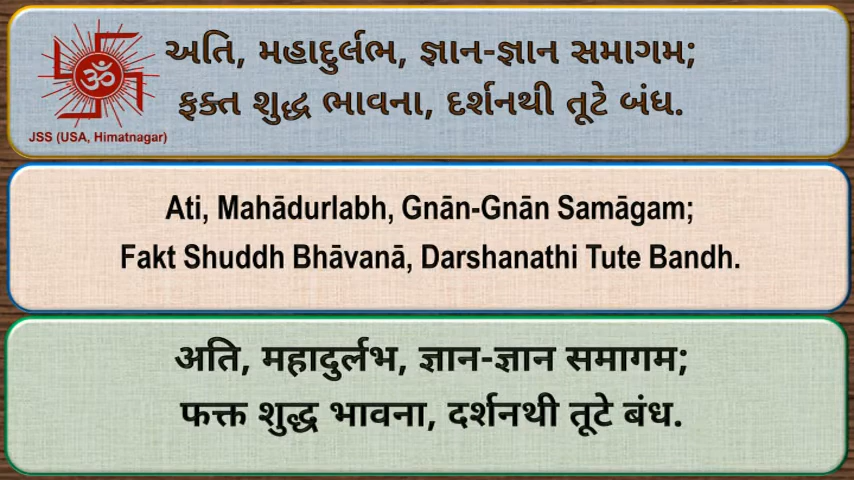 અતિ, મહાદુર્લભ, જ્ઞાન-જ્ઞાન સમાગમ;
ફક્ત શુદ્ધ ભાવના, દર્શનથી તૂટે બંધ.
ૐ
JSS (USA, Himatnagar)
Ati, Mahādurlabh, Gnān-Gnān Samāgam;
Fakt Shuddh Bhāvanā, Darshanathi Tute Bandh.
अति, महादुर्लभ, ज्ञान-ज्ञान समागम;
फक्त शुद्ध भावना, दर्शनथी तूटे बंध.